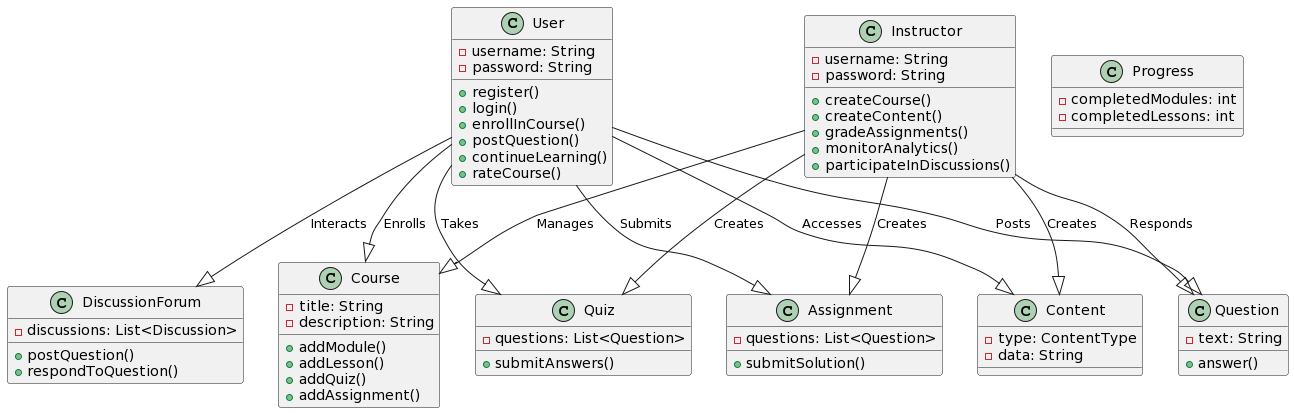 C User
username: String
password: String
register()
login()
enrollInCourse()
postQuestion()
continueLearning()
rateCourse()
C Instructor
username: String
password: String
createCourse()
createContent()
gradeAssignments()
monitorAnalytics()
participateInDiscussions()
C Progress
completedModules: int
completedLessons: int
Interacts
Enrolls
Takes
Manages
Submits
Creates
Accesses
Creates
Posts
Creates
Responds
C DiscussionForum
discussions: List<Discussion>
postQuestion()
respondToQuestion()
C Course
title: String
description: String
addModule()
addLesson()
addQuiz()
addAssignment()
C Quiz
questions: List<Question>
submitAnswers()
C Assignment
questions: List<Question>
submitSolution()
C Content
type: ContentType
data: String
C Question
text: String
answer()